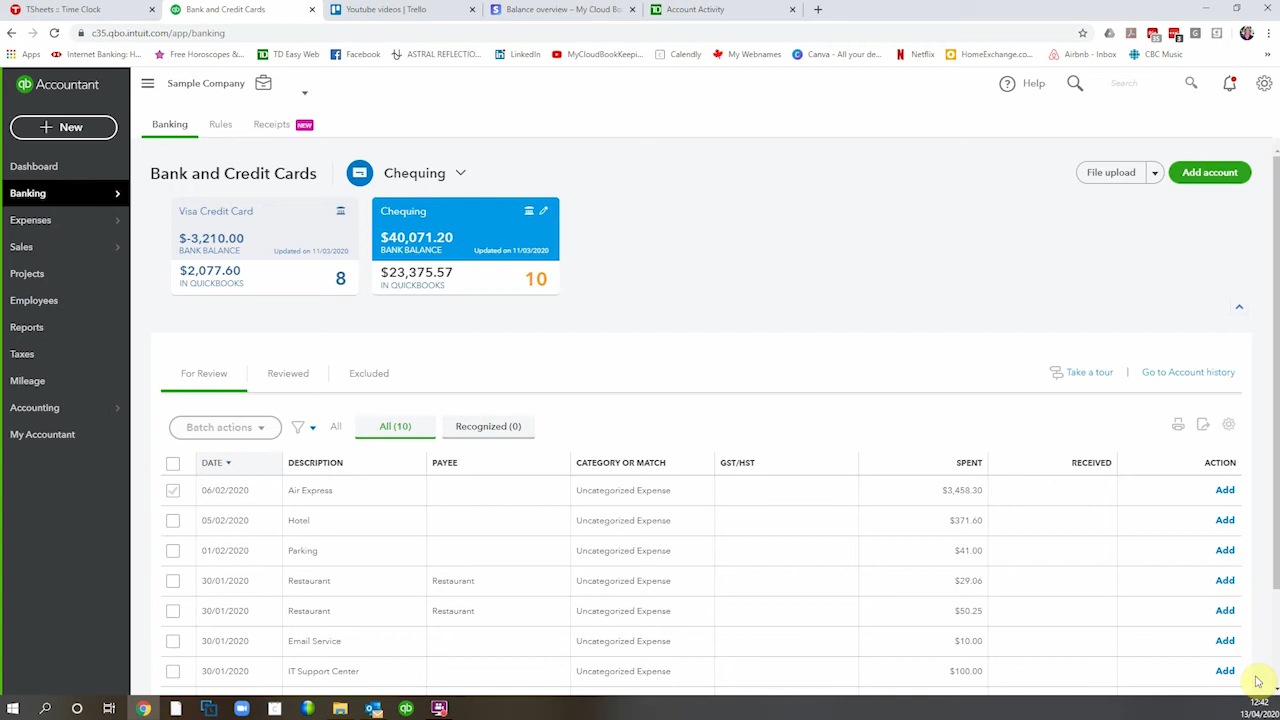 TSheets :: Time Clock
Bank and Credit Cards
Youtube videos | Trello
Balance overview – My Cloud Bo
Account Activity
c35.qbo.intuit.com/app/banking
Apps
Internet Banking: H...
Free Horoscopes &...
TD Easy Web
Facebook
ASTRAL REFLECTIO...
LinkedIn
MyCloudBookKeepi...
Calendly
My Webnames
Canva - All your de...
Netflix
HomeExchange.co...
Airbnb - Inbox
CBC Music
qb Accountant
Sample Company
Help
Search
+ New
Banking
Rules
Receipts NEW
Dashboard
Banking
Expenses
Sales
Projects
Employees
Reports
Taxes
Mileage
Accounting
My Accountant
Bank and Credit Cards
Chequing
File upload
Add account
Visa Credit Card
$-3,210.00
BANK BALANCE
Updated on 11/03/2020
$2,077.60
IN QUICKBOOKS
8
Chequing
$40,071.20
BANK BALANCE
Updated on 11/03/2020
$23,375.57
IN QUICKBOOKS
10
For Review
Reviewed
Excluded
Take a tour
Go to Account history
Batch actions
All
All (10)
Recognized (0)
DATE DESCRIPTION PAYEE CATEGORY OR MATCH GST/HST SPENT RECEIVED ACTION
06/02/2020 Air Express Uncategorized Expense $3,458.30 Add
05/02/2020 Hotel Uncategorized Expense $371.60 Add
01/02/2020 Parking Uncategorized Expense $41.00 Add
30/01/2020 Restaurant Restaurant Uncategorized Expense $29.06 Add
30/01/2020 Restaurant Restaurant Uncategorized Expense $50.25 Add
30/01/2020 Email Service Uncategorized Expense $10.00 Add
30/01/2020 IT Support Center Uncategorized Expense $100.00 Add
12:42
13/04/2020